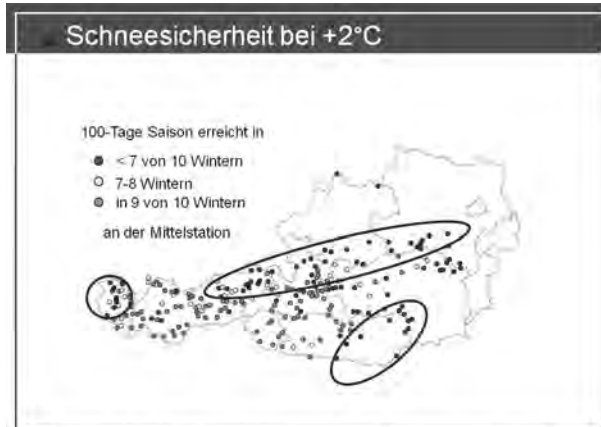 Schneesicherheit bei +2°C
100-Tage Saison erreicht in
< 7 von 10 Wintern
7-8 Wintern
in 9 von 10 Wintern
an der Mittelstation